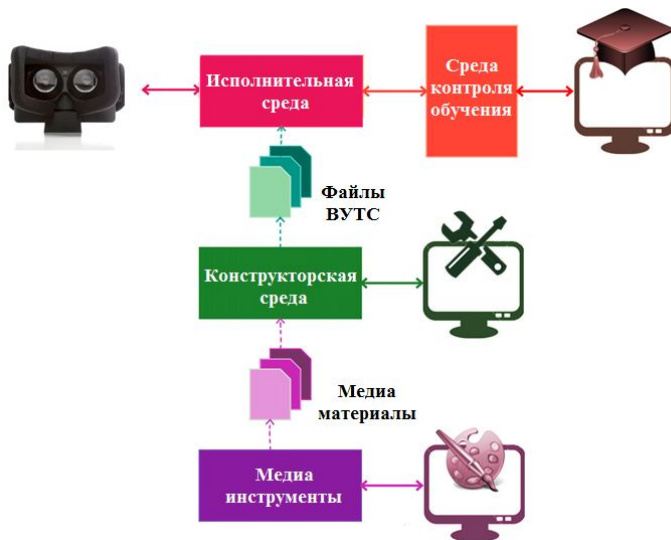 Исполнительная
среда
Среда
контроля
обучения
Файлы
ВУТС
Конструкторская
среда
Медиа
материалы
Медиа
инструменты